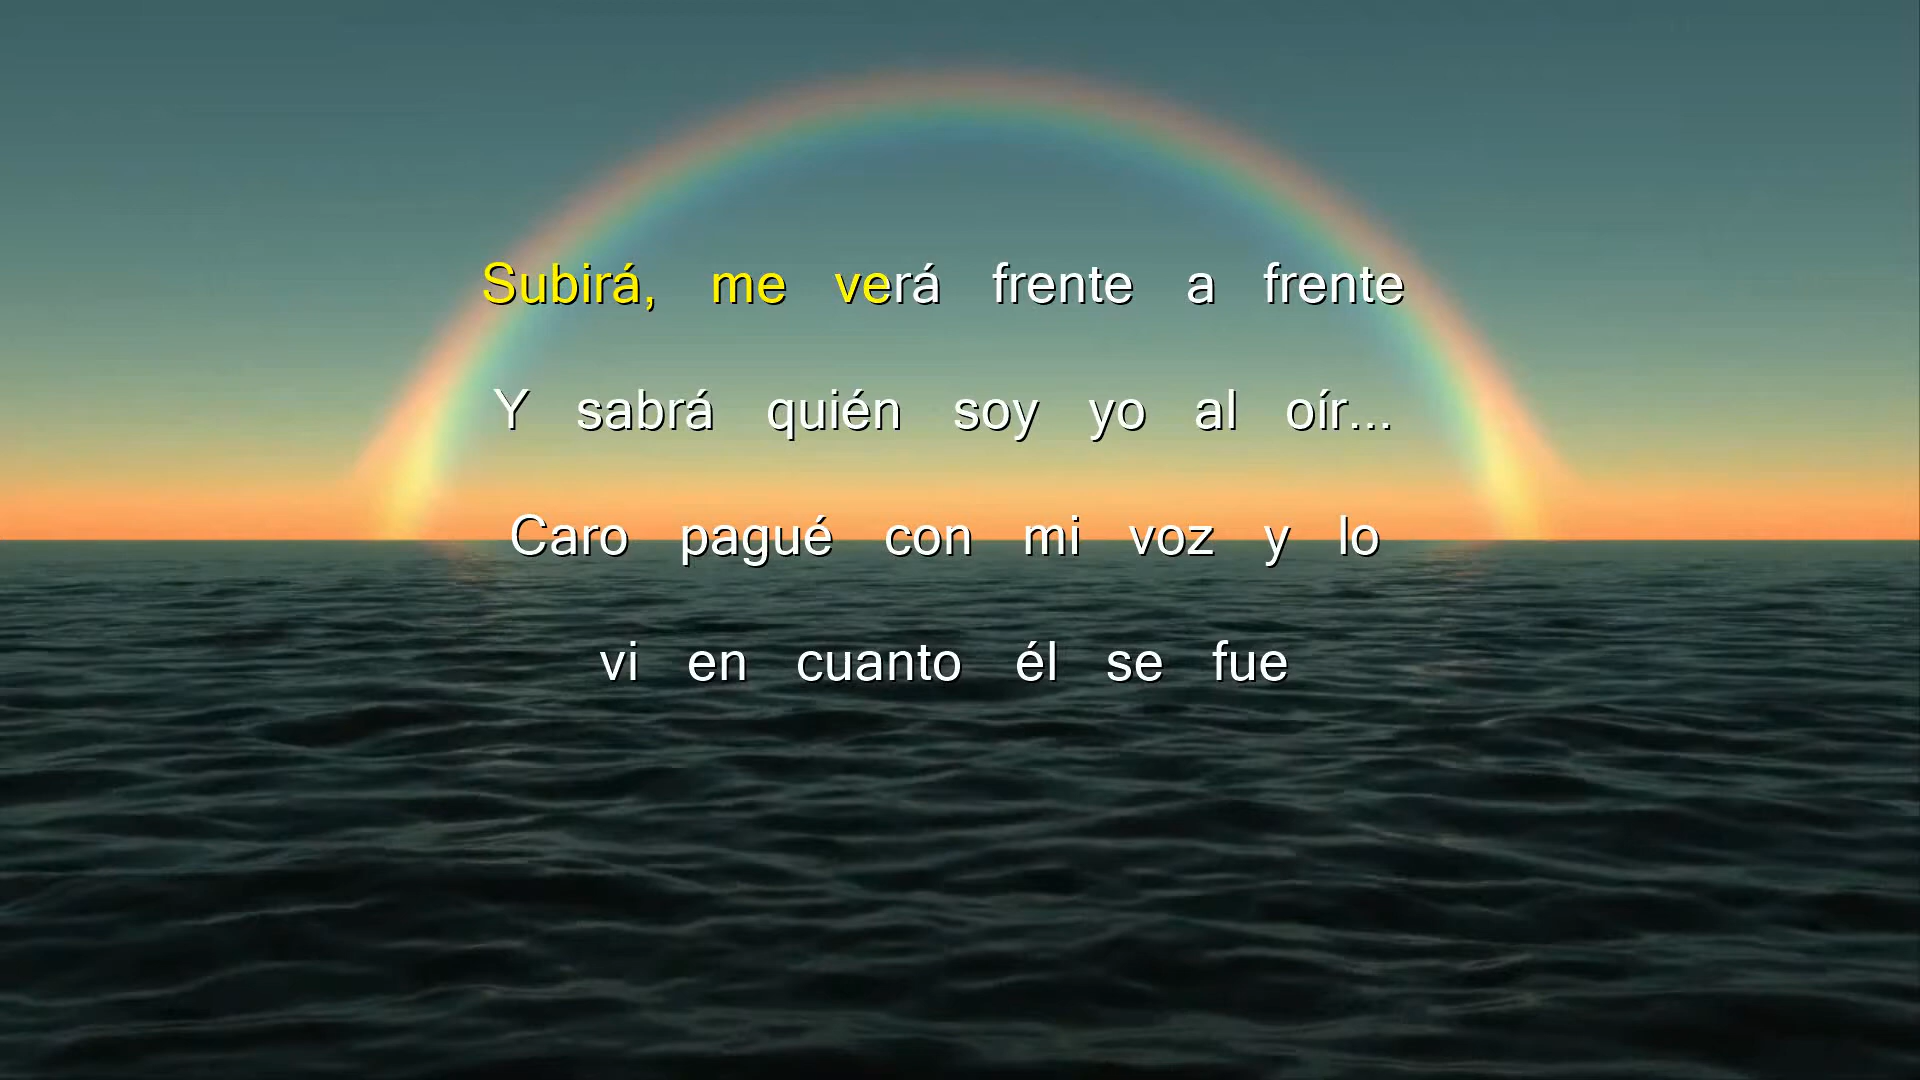 Subirá, me verá frente a frente
Y sabrá quién soy yo al oír...
Caro pagué con mi voz y lo
vi en cuanto él se fue